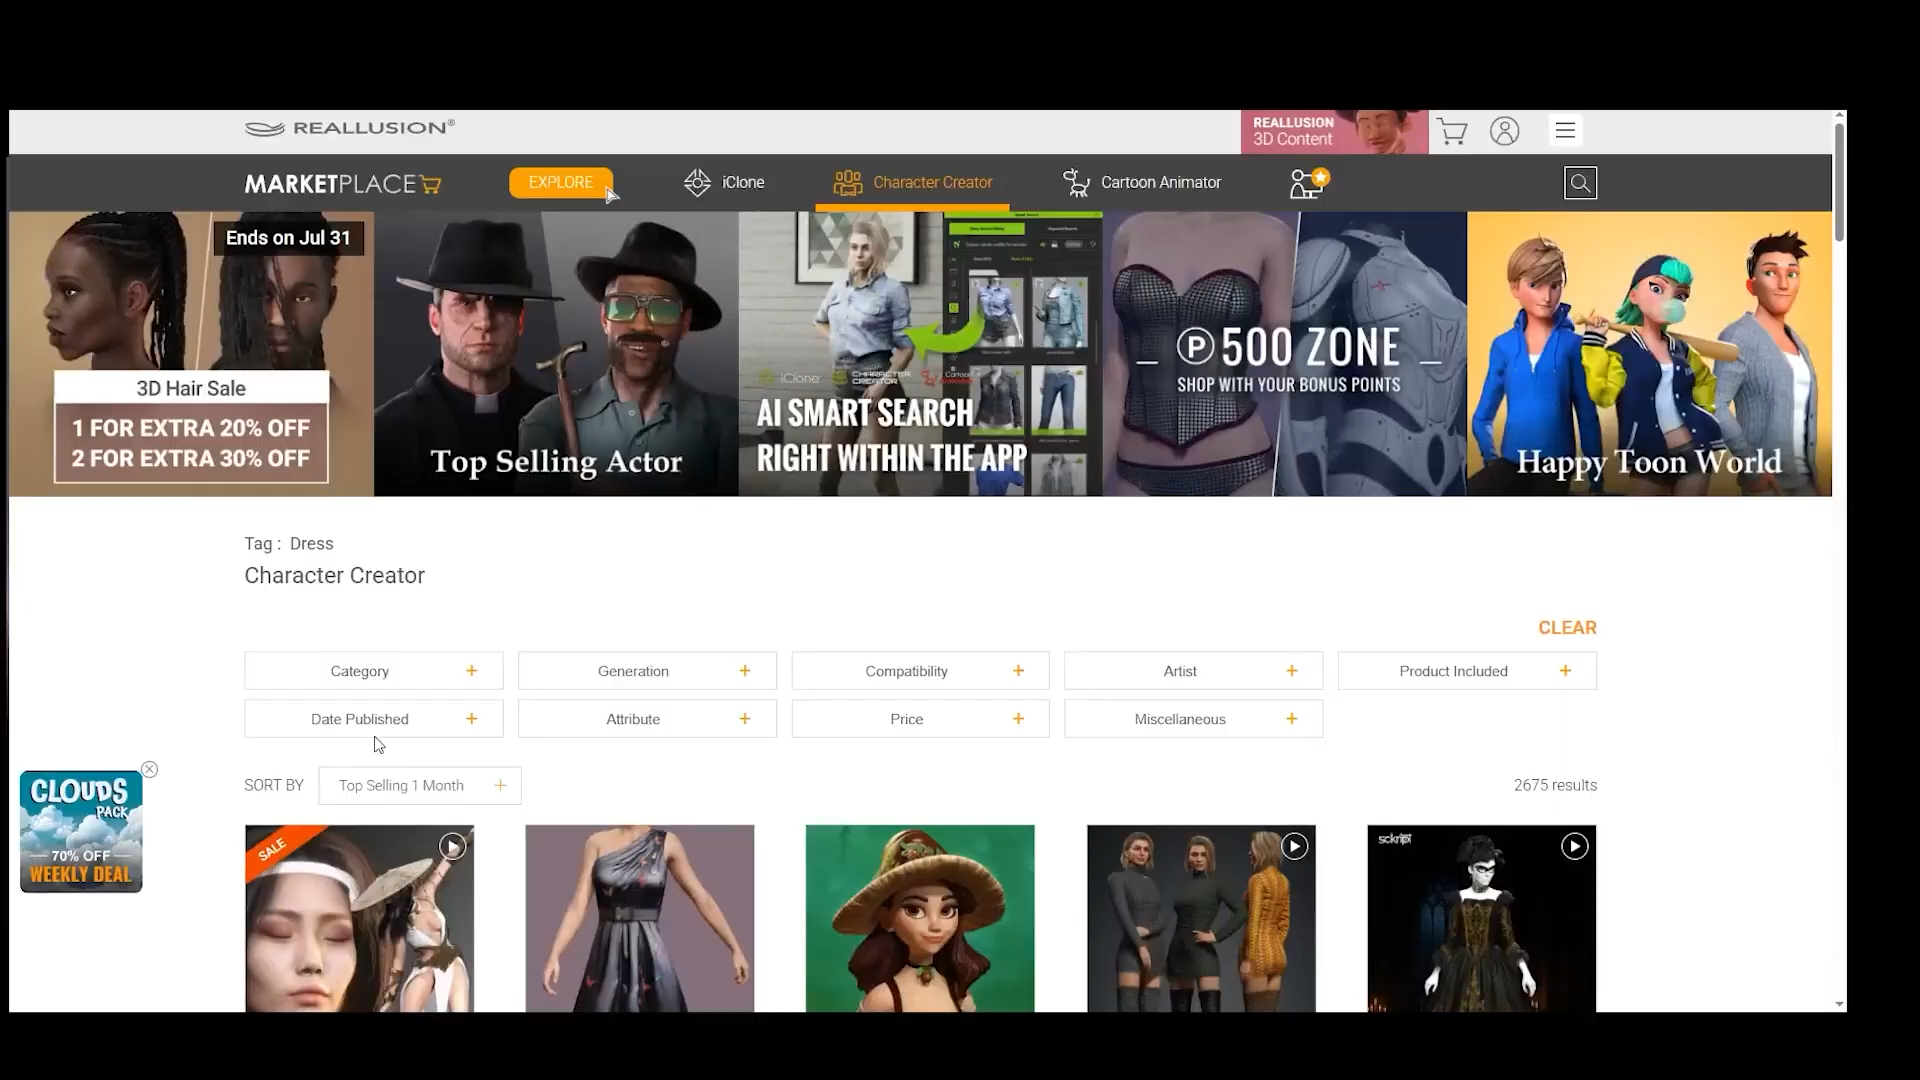 REALLUSION®
REALLUSION
3D Content
MARKETPLACE
EXPLORE
iClone
Character Creator
Cartoon Animator
Ends on Jul 31
3D Hair Sale
1 FOR EXTRA 20% OFF
2 FOR EXTRA 30% OFF
Top Selling Actor
iClone
CHARACTER
CREATOR
AI SMART SEARCH
RIGHT WITHIN THE APP
P 500 ZONE
SHOP WITH YOUR BONUS POINTS
Happy Toon World
Tag : Dress
Character Creator
CLEAR
Category +
Generation +
Compatibility +
Artist +
Product Included +
Date Published +
Attribute +
Price +
Miscellaneous +
SORT BY
Top Selling 1 Month +
2675 results
CLOUDS
PACK
70% OFF
WEEKLY DEAL
SALE
sckripi